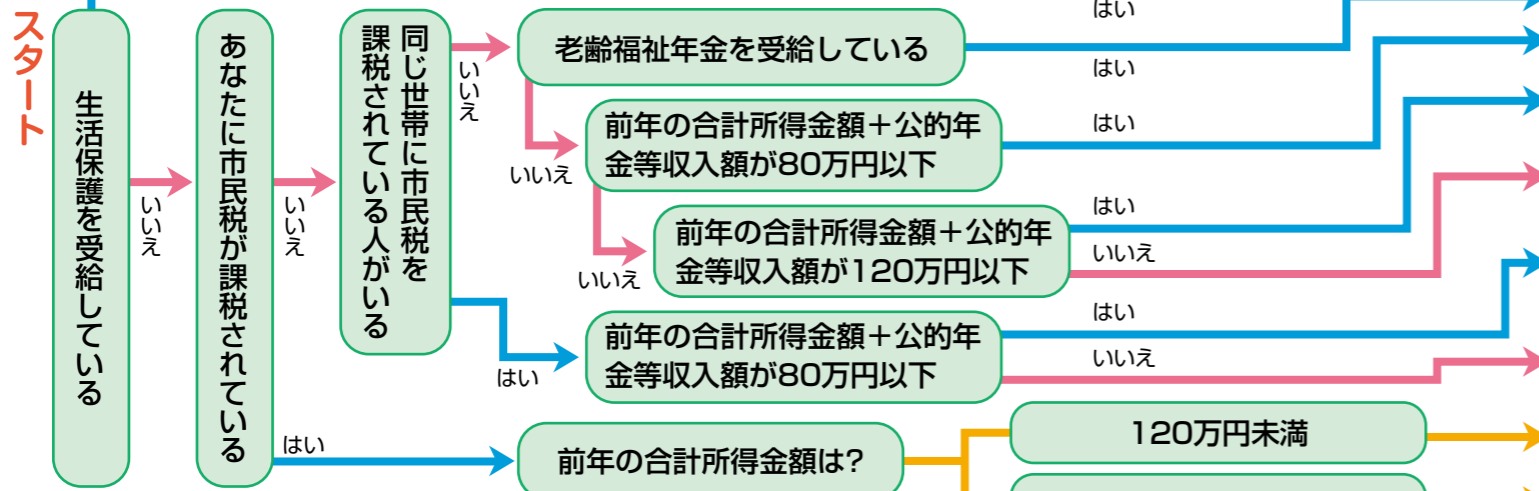 スタート
生活保護を受給している
いいえ
あなたに市民税が課税されている
いいえ
はい
同じ世帯に市民税を
課税されている人がいる
いいえ
はい
老齢福祉年金を受給している
はい
いいえ
前年の合計所得金額＋公的年
金等収入額が80万円以下
はい
いいえ
前年の合計所得金額＋公的年
金等収入額が120万円以下
はい
はい
いいえ
前年の合計所得金額＋公的年
金等収入額が80万円以下
はい
いいえ
前年の合計所得金額は?
120万円未満